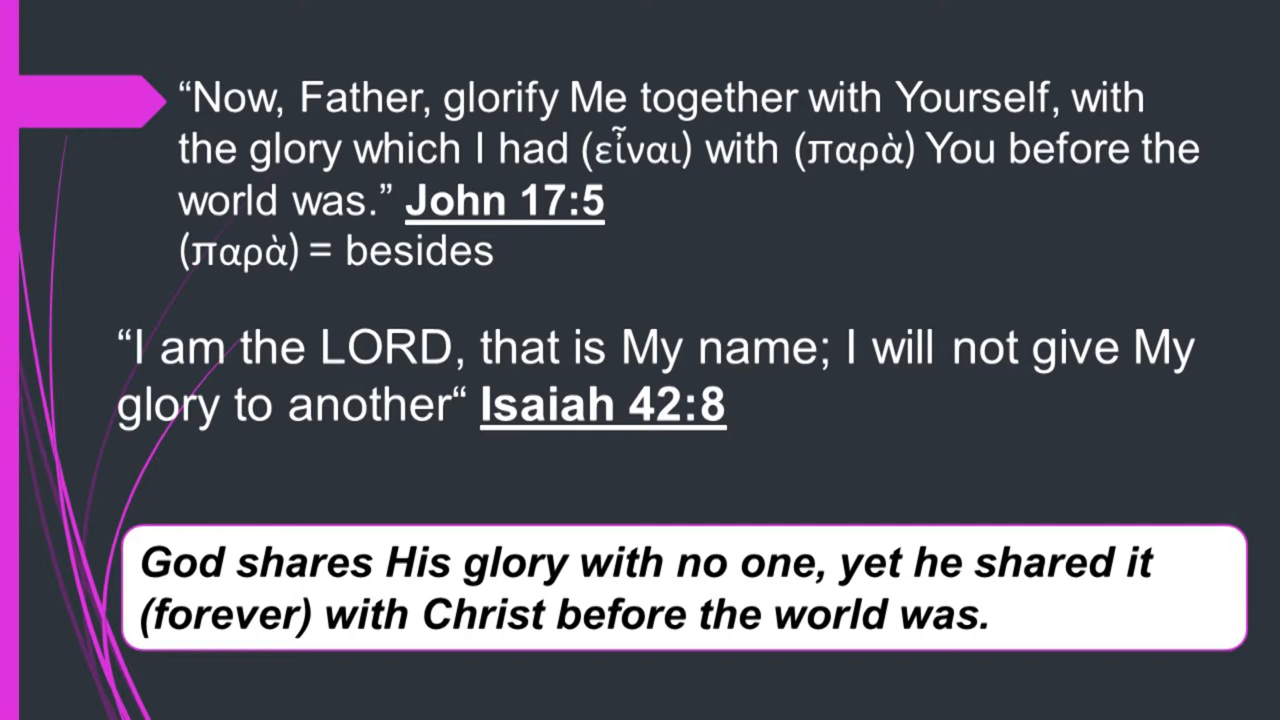 “Now, Father, glorify Me together with Yourself, with
the glory which I had (εἶναι) with (παρὰ) You before the
world was.” John 17:5
(παρὰ) = besides
“I am the LORD, that is My name; I will not give My
glory to another“ Isaiah 42:8
God shares His glory with no one, yet he shared it
(forever) with Christ before the world was.